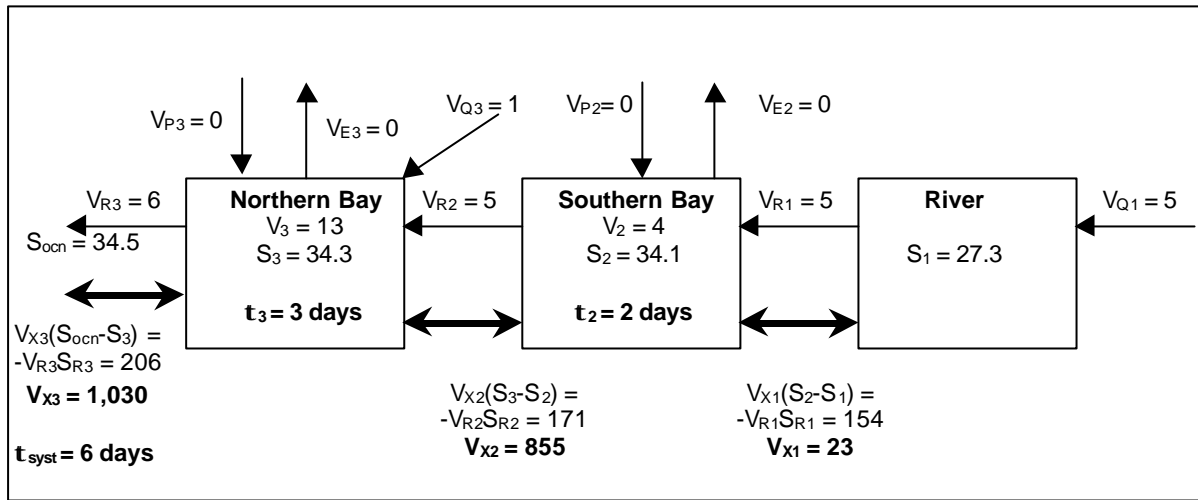 V_P3 = 0
V_E3 = 0
V_Q3 = 1
V_P2= 0
V_E2 = 0
V_R3 = 6
S_ocn = 34.5
Northern Bay
V_3 = 13
S_3 = 34.3
t_3 = 3 days
V_R2 = 5
Southern Bay
V_2 = 4
S_2 = 34.1
t_2 = 2 days
V_R1 = 5
River
S_1 = 27.3
V_Q1 = 5
V_X3(S_ocn-S_3) =
-V_R3S_R3 = 206
V_X3 = 1,030
V_X2(S_3-S_2) =
-V_R2S_R2 = 171
V_X2 = 855
V_X1(S_2-S_1) =
-V_R1S_R1 = 154
V_X1 = 23
t_syst = 6 days